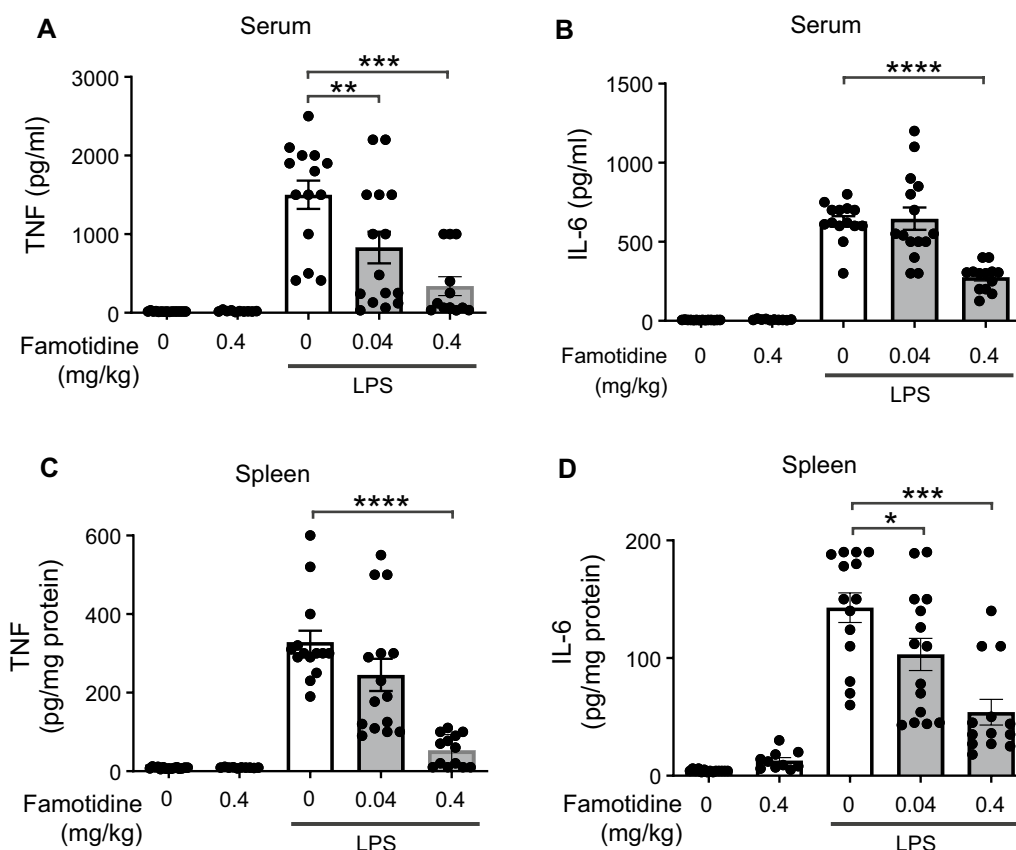 A
Serum
***
**
3000
2000
1000
0
TNF (pg/ml)
Famotidine
(mg/kg)
0 0.4 0 0.04 0.4
LPS
B
Serum
****
1500
1000
500
0
IL-6 (pg/ml)
Famotidine
(mg/kg)
0 0.4 0 0.04 0.4
LPS
C
Spleen
****
600
400
200
0
TNF
(pg/mg protein)
Famotidine
(mg/kg)
0 0.4 0 0.04 0.4
LPS
D
Spleen
***
*
200
100
0
IL-6
(pg/mg protein)
Famotidine
(mg/kg)
0 0.4 0 0.04 0.4
LPS